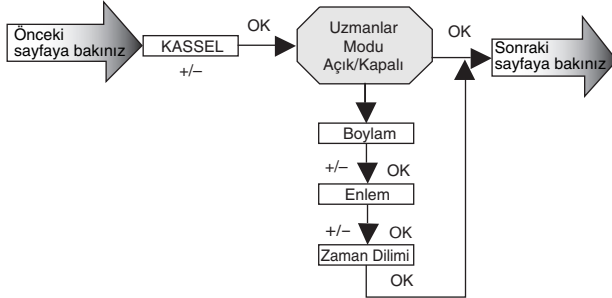 Önceki
sayfaya bakınız
KASSEL
+/–
OK
Uzmanlar
Modu
Açık/Kapalı
OK
Sonraki
sayfaya bakınız
Boylam
+/– OK
Enlem
+/– OK
Zaman Dilimi
OK